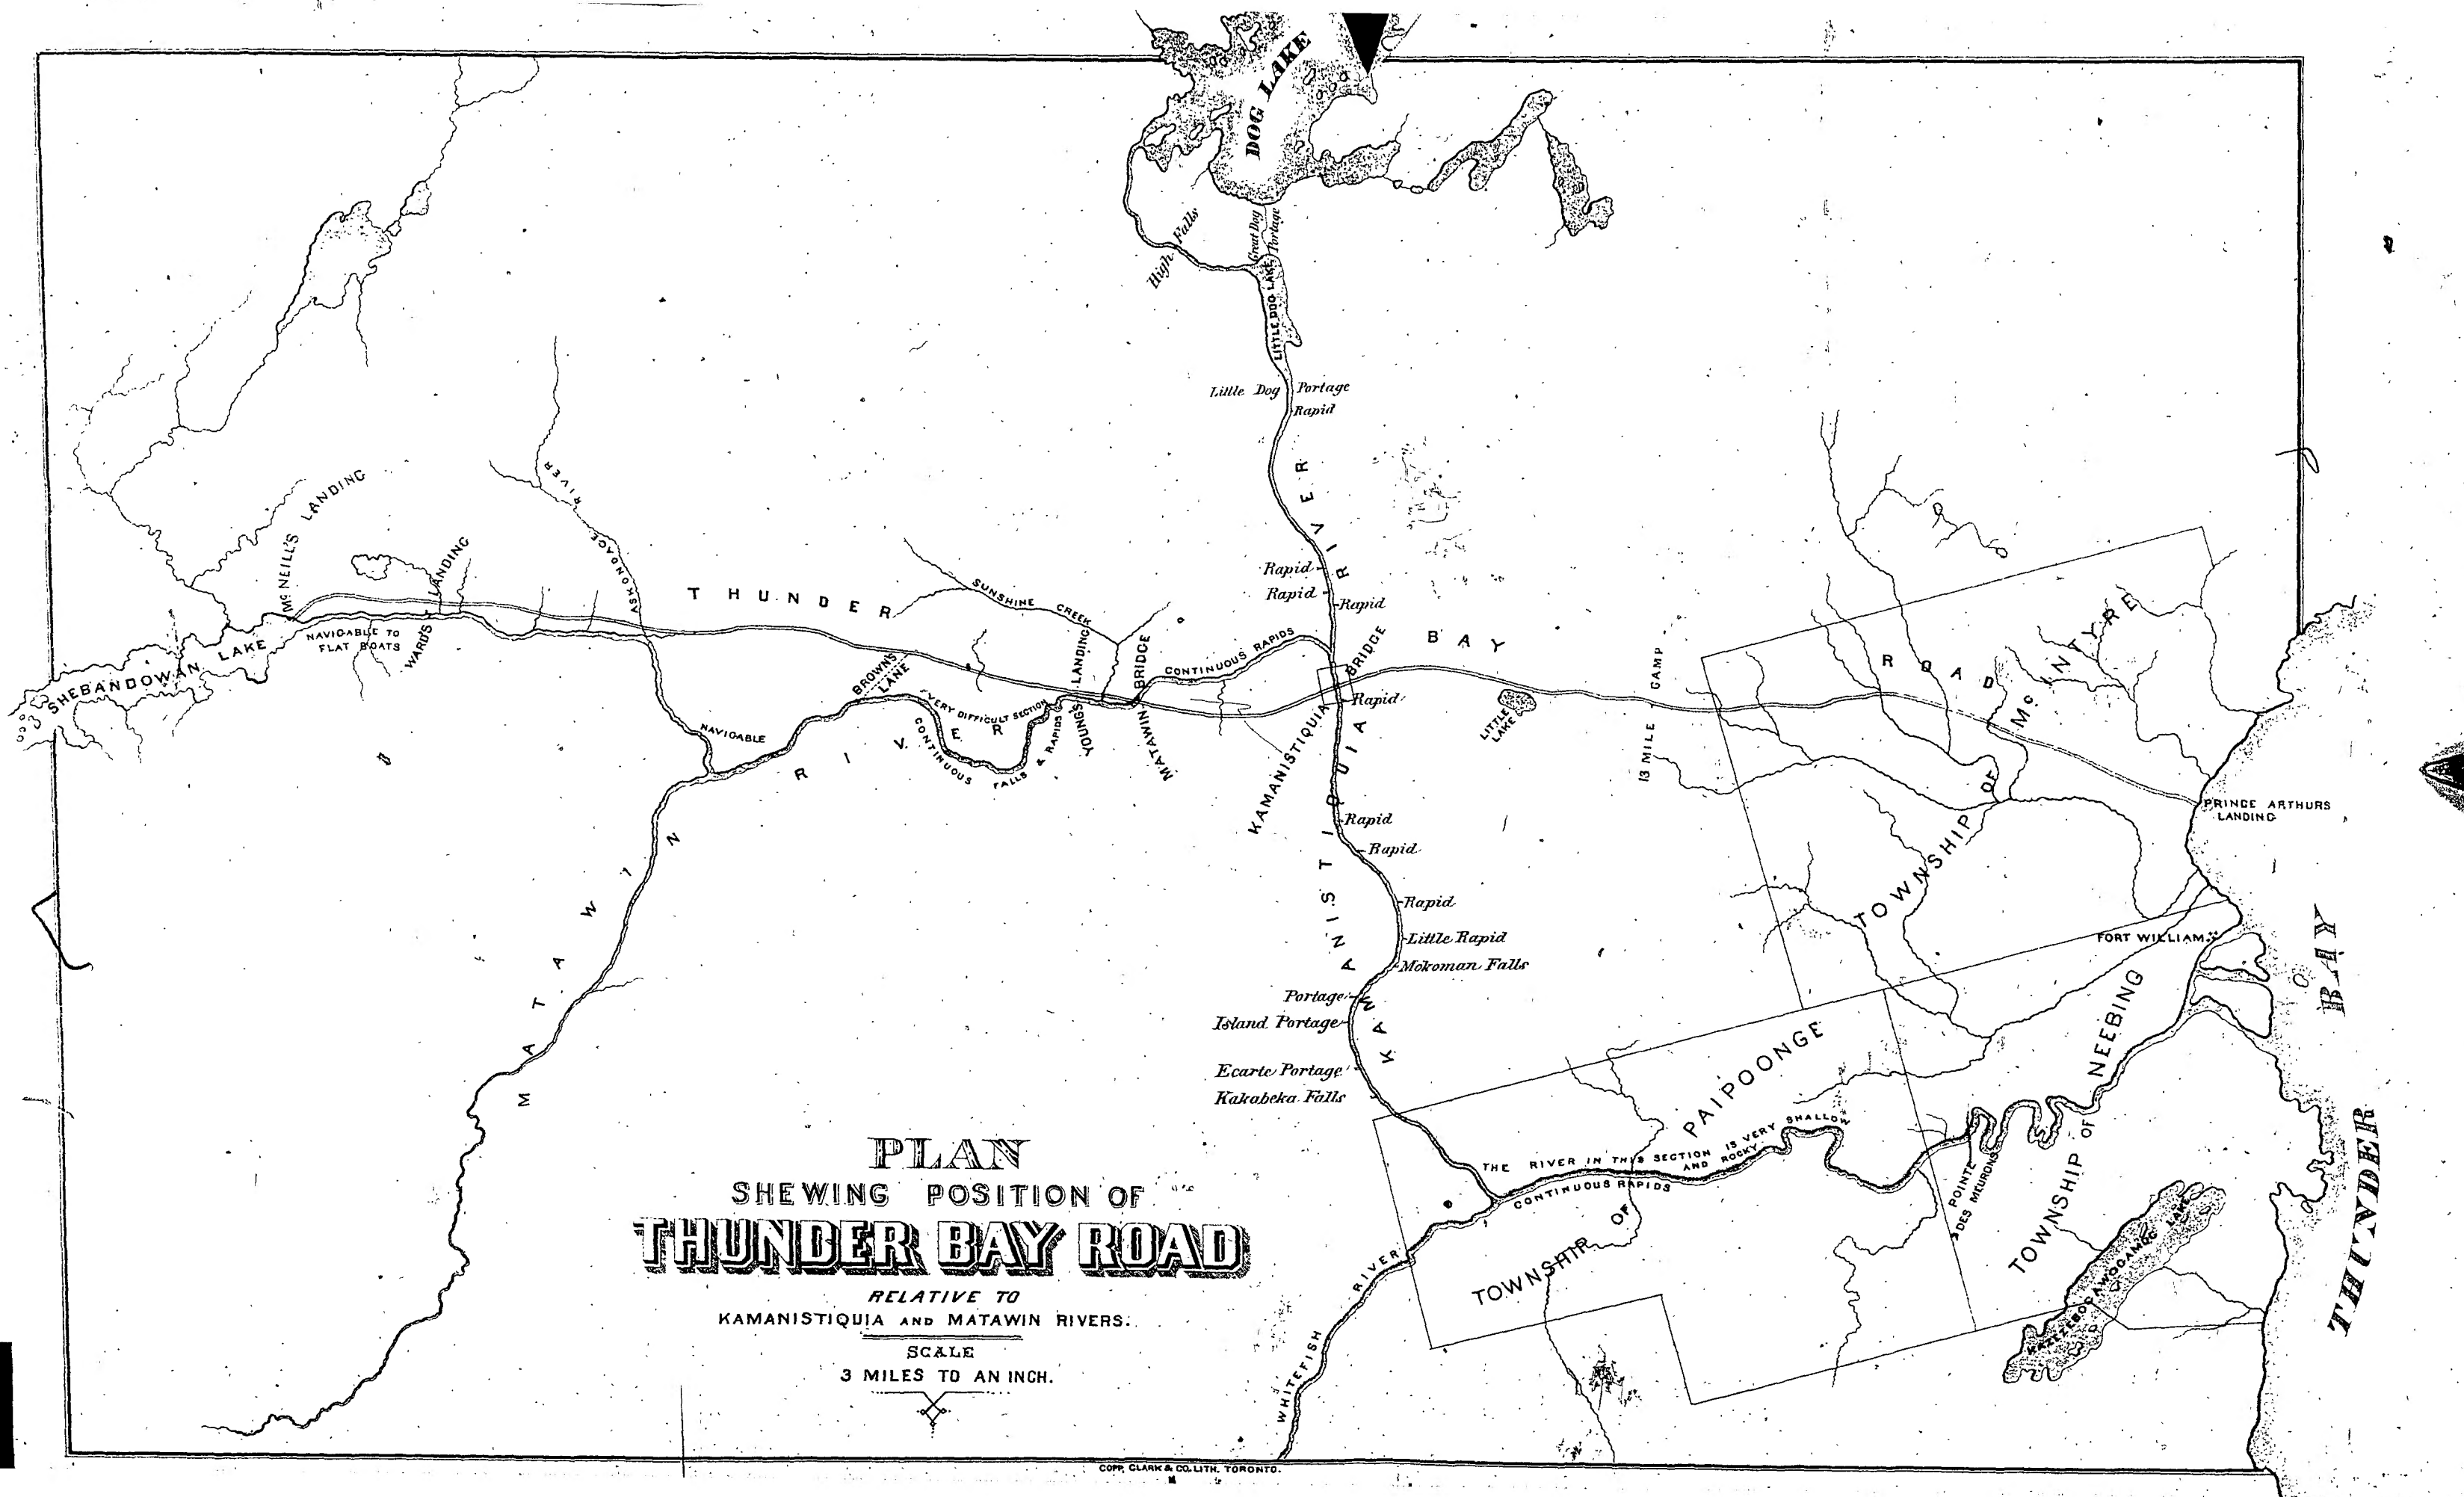 DOG LAKE
High Falls
Great Dog
Portage
LITTLE DOG LAKE
Little Dog Portage
Rapid
RIVER
ASHONDAGE
McNEILL'S LANDING
WARD'S LANDING
NAVIGABLE TO
FLAT BOATS
SHEBANDOWAN LAKE
THUNDER
BAY
ROAD
SUNSHINE CREEK
BROWNS
LANE
NAVIGABLE
VERY DIFFICULT SECTION
CONTINUOUS FALLS & RAPIDS
YOUNGS LANDING
MATAWIN BRIDGE
CONTINUOUS RAPIDS
Rapid
Rapid
Rapid
KAMANISTIQUIA BRIDGE
Rapid
LITTLE
LAKE
13 MILE CAMP
TOWNSHIP OF McINTYRE
PRINCE ARTHURS
LANDING
MATAWIN RIVER
KAMANISTIQUIA RIVER
Rapid
Rapid
Rapid
Little Rapid
Mokoman Falls
Portage
Island Portage
Ecarte Portage
Kakabeka Falls
FORT WILLIAM
TOWNSHIP OF NEEBING
TOWNSHIP OF PAIPOONGE
THE RIVER IN THIS SECTION IS VERY SHALLOW
AND ROCKY
CONTINUOUS RAPIDS
POINTE
DES MEURONS
WHITEFISH RIVER
THUNDER BAY
PLAN
SHEWING POSITION OF
THUNDER BAY ROAD
RELATIVE TO
KAMANISTIQUIA AND MATAWIN RIVERS.
SCALE
3 MILES TO AN INCH.
COPP, CLARK & CO. LITH. TORONTO.